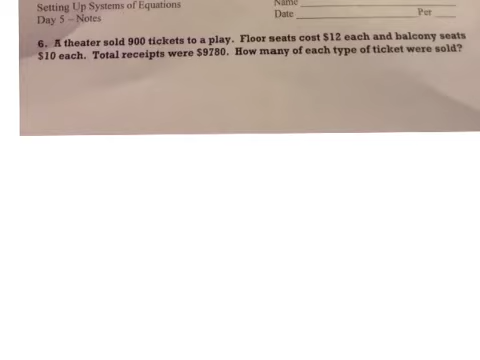 Setting Up Systems of Equations
Name
Day 5 – Notes
Date Per
6. A theater sold 900 tickets to a play. Floor seats cost $12 each and balcony seats
$10 each. Total receipts were $9780. How many of each type of ticket were sold?